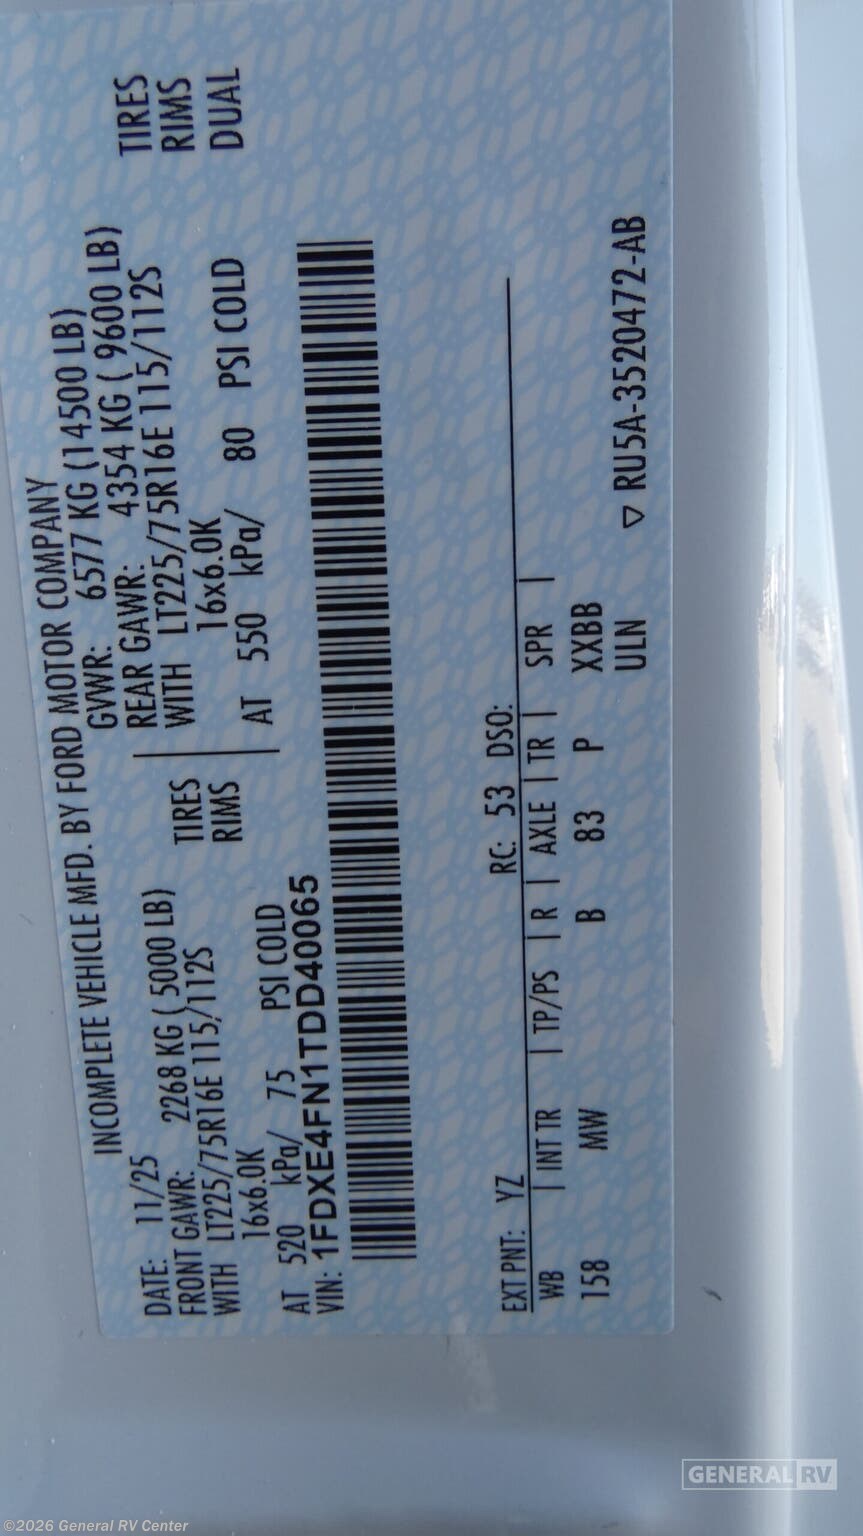 INCOMPLETE VEHICLE MFD. BY FORD MOTOR COMPANY
DATE: 11/25 GVWR: 6577 KG (14500 LB)
FRONT GAWR: 2268 KG ( 5000 LB) REAR GAWR: 4354 KG ( 9600 LB)
WITH LT225/75R16E 115/112S TIRES WITH LT225/75R16E 115/112S TIRES
16x6.0K RIMS 16x6.0K RIMS
AT 520 kPa/ 75 PSI COLD AT 550 kPa/ 80 PSI COLD DUAL
VIN: 1FDXE4FN1TDD40065
EXT PNT: YZ RC: 53 DSO:
WB | INT TR | TP/PS | R | AXLE | TR | SPR |
158 MW B 83 P XXBB
ULN ▽ RU5A-3520472-AB
GENERAL RV
©2026 General RV Center